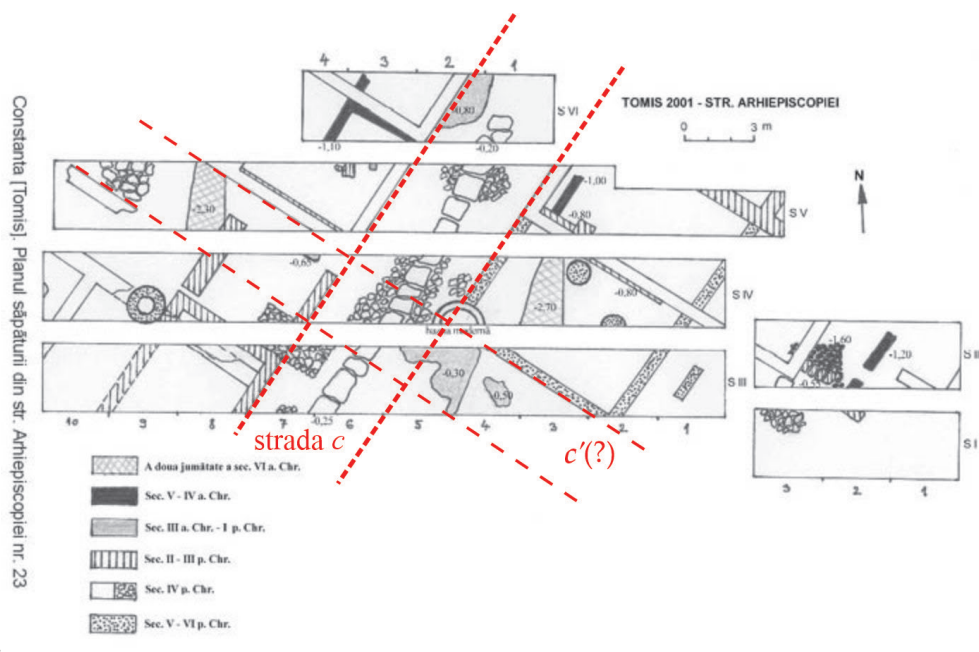 4 3 2 1
TOMIS 2001 - STR. ARHIEPISCOPIEI
0 3 m
S VI
-0,80
-1,10 -0,20
N
-1,00
-2,30 -0,80
S V
-0,65
-2,70 -0,80
S IV
hasna modernă
-1,60
S II
-1,20
-0,55
-0,30
-0,50
S III
10 9 8 7 6 5 4 3 2 1
-0,25
strada c
c'(?)
S I
3 2 1
A doua jumătate a sec. VI a. Chr.
Sec. V - IV a. Chr.
Sec. III a. Chr. - I p. Chr.
Sec. II - III p. Chr.
Sec. IV p. Chr.
Sec. V - VI p. Chr.
Constanta [Tomis]. Planul săpăturii din str. Arhiepiscopiei nr. 23